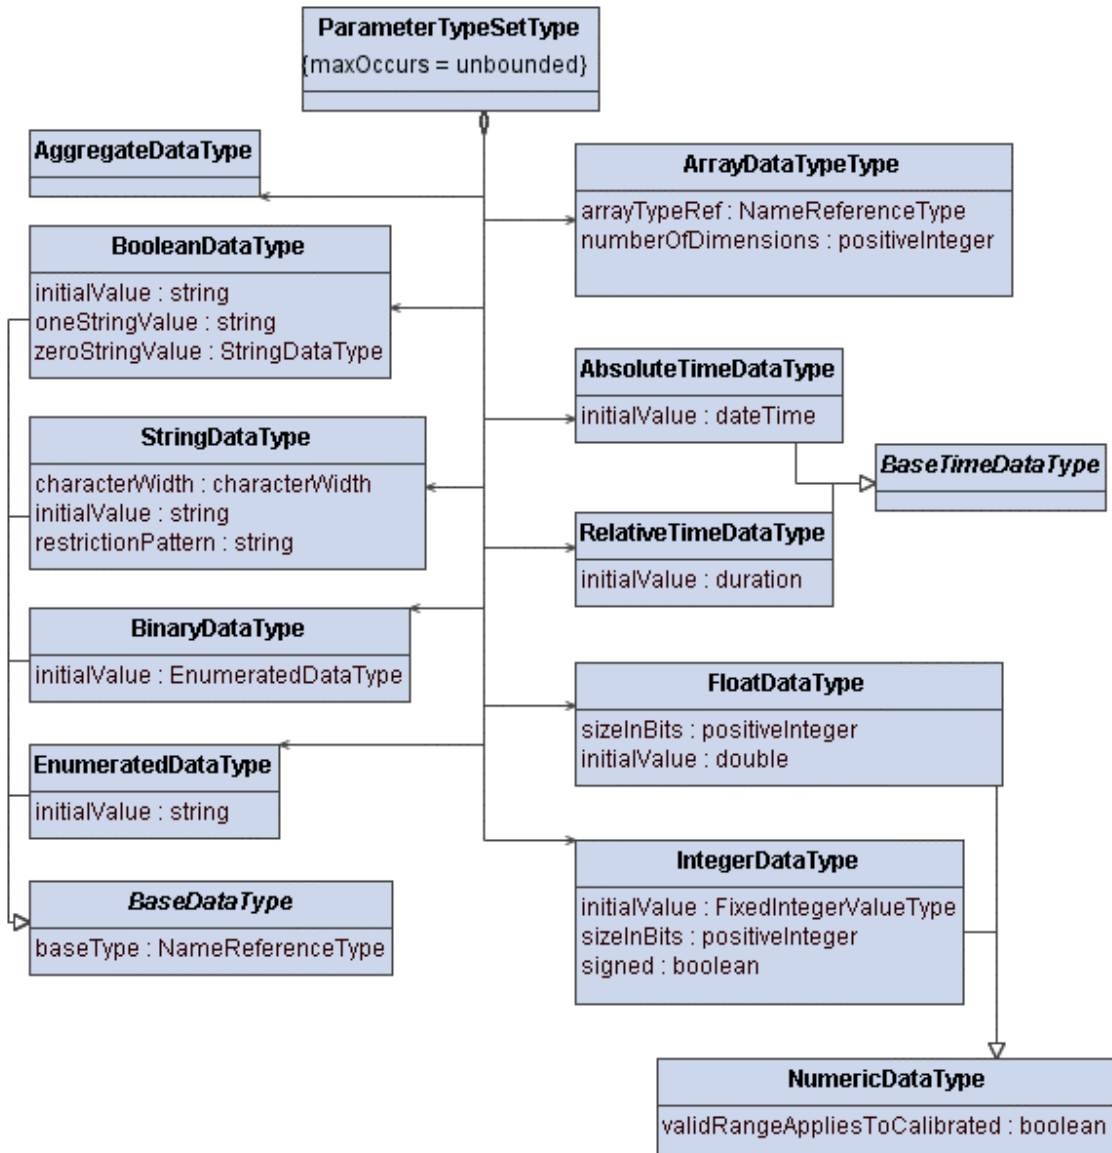 ParameterTypeSetType
{maxOccurs = unbounded}
AggregateDataType
ArrayDataTypeType
arrayTypeRef : NameReferenceType
numberOfDimensions : positiveInteger
BooleanDataType
initialValue : string
oneStringValue : string
zeroStringValue : StringDataType
AbsoluteTimeDataType
initialValue : dateTime
StringDataType
characterWidth : characterWidth
initialValue : string
restrictionPattern : string
BaseTimeDataType
RelativeTimeDataType
initialValue : duration
BinaryDataType
initialValue : EnumeratedDataType
FloatDataType
sizeInBits : positiveInteger
initialValue : double
EnumeratedDataType
initialValue : string
IntegerDataType
initialValue : FixedIntegerValueType
sizeInBits : positiveInteger
signed : boolean
BaseDataType
baseType : NameReferenceType
NumericDataType
validRangeAppliesToCalibrated : boolean